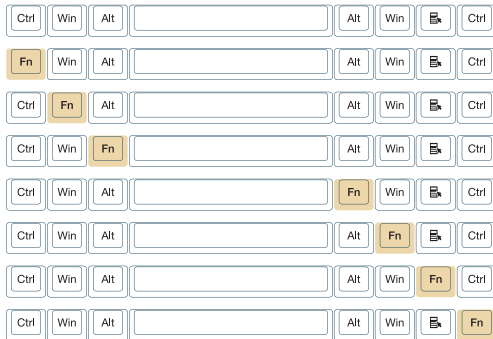 Ctrl Win Alt Alt Win Ctrl
Fn Win Alt Alt Win Ctrl
Ctrl Fn Alt Alt Win Ctrl
Ctrl Win Fn Alt Win Ctrl
Ctrl Win Alt Fn Win Ctrl
Ctrl Win Alt Alt Fn Ctrl
Ctrl Win Alt Alt Win Fn Ctrl
Ctrl Win Alt Alt Win Fn